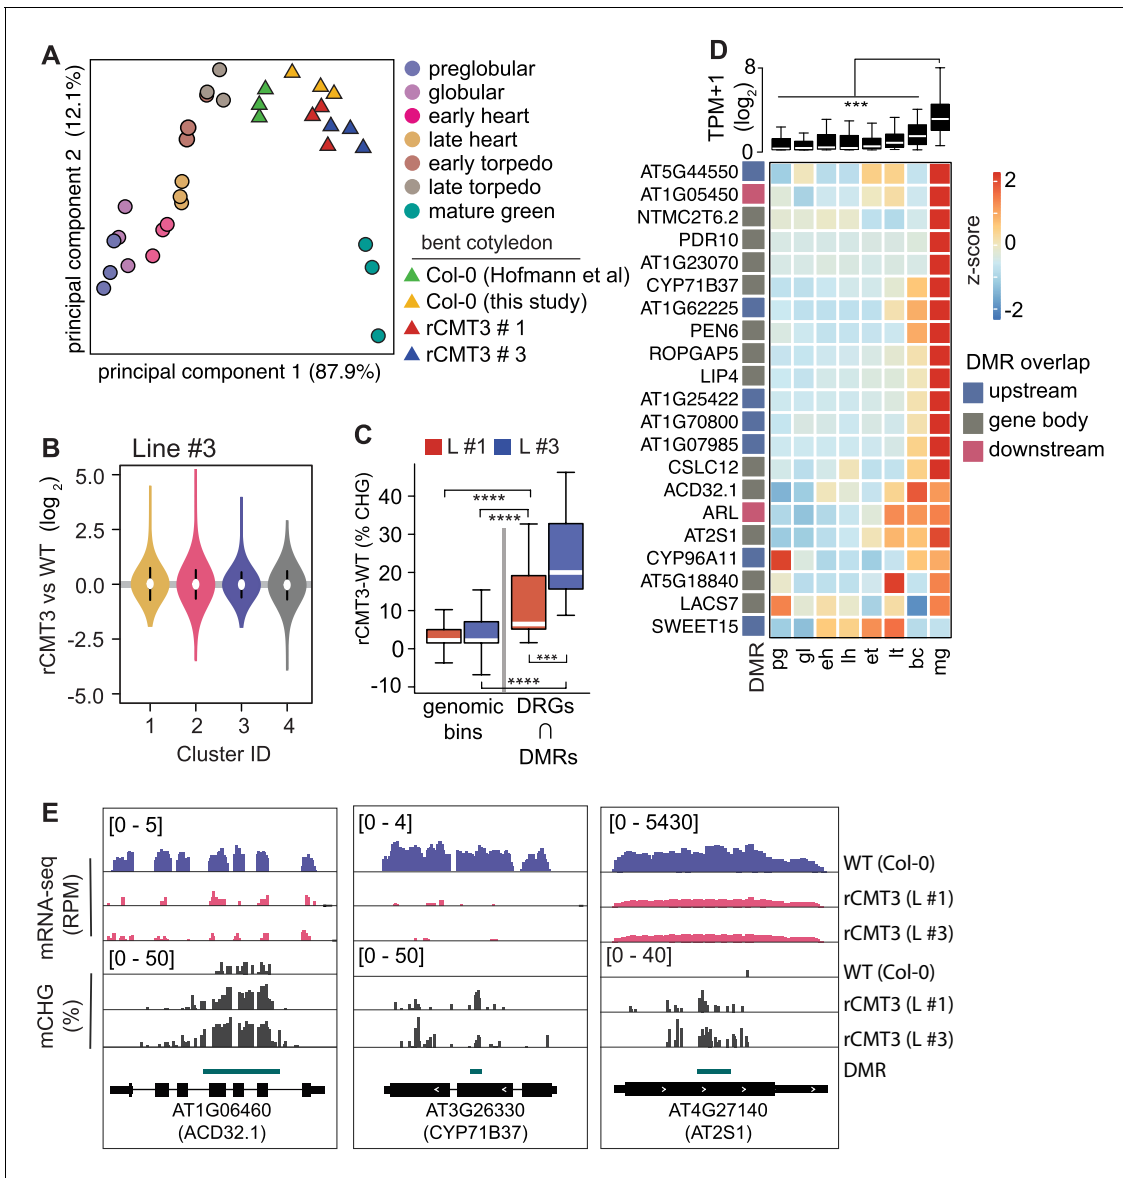 A
principal component 2 (12.1%)
principal component 1 (87.9%)
preglobular
globular
early heart
late heart
early torpedo
late torpedo
mature green
bent cotyledon
Col-0 (Hofmann et al)
Col-0 (this study)
rCMT3 # 1
rCMT3 # 3
B
Line #3
rCMT3 vs WT (log 2)
5.0
2.5
0.0
-2.5
-5.0
1 2 3 4
Cluster ID
C
L #1 L #3
rCMT3-WT (% CHG)
40
30
20
10
0
-10
****
****
***
****
genomic bins
DRGs ∩ DMRs
D
TPM+1 (log2)
8
0
***
AT5G44550
AT1G05450
NTMC2T6.2
PDR10
AT1G23070
CYP71B37
AT1G62225
PEN6
ROPGAP5
LIP4
AT1G25422
AT1G70800
AT1G07985
CSLC12
ACD32.1
ARL
AT2S1
CYP96A11
AT5G18840
LACS7
SWEET15
DMR pg gl eh lh et lt bc mg
z-score
2
0
-2
DMR overlap
upstream
gene body
downstream
E
mRNA-seq (RPM)
mCHG (%)
[0 - 5] [0 - 4] [0 - 5430]
WT (Col-0)
rCMT3 (L #1)
rCMT3 (L #3)
[0 - 50] [0 - 50] [0 - 40]
WT (Col-0)
rCMT3 (L #1)
rCMT3 (L #3)
DMR
AT1G06460 (ACD32.1)
AT3G26330 (CYP71B37)
AT4G27140 (AT2S1)